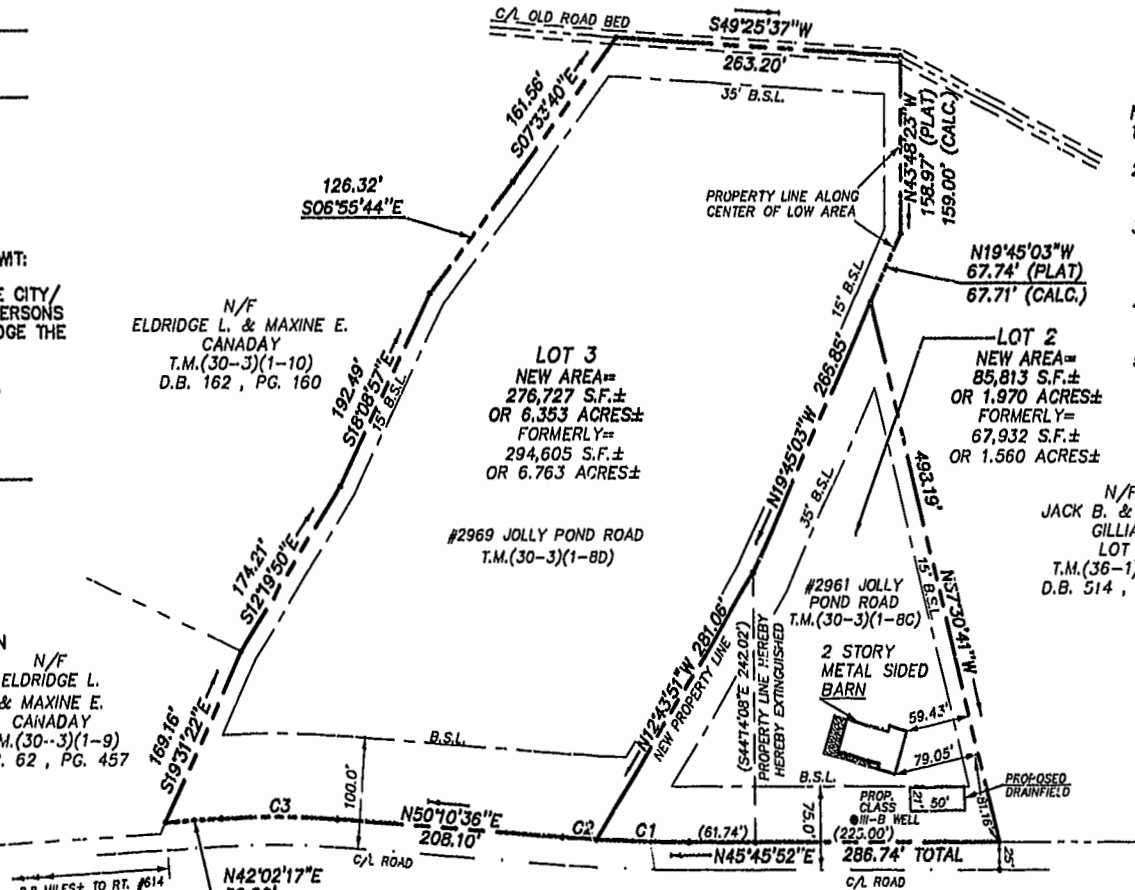 C/L OLD ROAD BED
S49°25'37"W
263.20'
35' B.S.L.
161.56'
S07°33'40"E
126.32'
S06°55'44"E
PROPERTY LINE ALONG
CENTER OF LOW AREA
N43°48'23"W
158.97' (PLAT)
159.00' (CALC.)
N19°45'03"W
67.74' (PLAT)
67.71' (CALC.)
MIT:
E CITY/
ERSONS
DGE THE
N/F
ELDRIDGE L. & MAXINE E.
CANADAY
T.M.(30-3)(1-10)
D.B. 162 , PG. 160
192.49'
S18°08'57"E
15' B.S.L.
LOT 3
NEW AREA=
276,727 S.F.±
OR 6.353 ACRES±
FORMERLY=
294,605 S.F.±
OR 6.763 ACRES±
#2969 JOLLY POND ROAD
T.M.(30-3)(1-8D)
15' B.S.L.
N19°45'03"W 266.85'
35' B.S.L.
LOT 2
NEW AREA=
85,813 S.F.±
OR 1.970 ACRES±
FORMERLY=
67,932 S.F.±
OR 1.560 ACRES±
493.19'
N57°30'41"W
15' B.S.L.
N/F
JACK B. &
GILLIA
LOT
T.M.(36-1)
D.B. 514 ,
174.21'
S12°19'50"E
#2961 JOLLY
POND ROAD
T.M.(30-3)(1-8C)
2 STORY
METAL SIDED
BARN
59.43'
79.05'
81.16'
N12°43'51"W 281.06'
NEW PROPERTY LINE
(S44°14'08"E 242.02')
PROPERTY LINE HEREBY
HEREBY EXTINGUISHED
N
N/F
ELDRIDGE L.
& MAXINE E.
CANADAY
M.(30-3)(1-9)
. 62 , PG. 457
169.16'
S19°31'22"E
B.S.L.
100.0'
B.S.L.
75.0'
PROP.
CLASS
III-B WELL
21'
50'
PROPOSED
DRAINFIELD
C3
N50°10'36"E
208.10'
C2
C1
(61.74')
(225.00')
N45°45'52"E
286.74' TOTAL
25'
C/L ROAD
C/L ROAD
MILES± TO RT. #614
N42°02'17"E